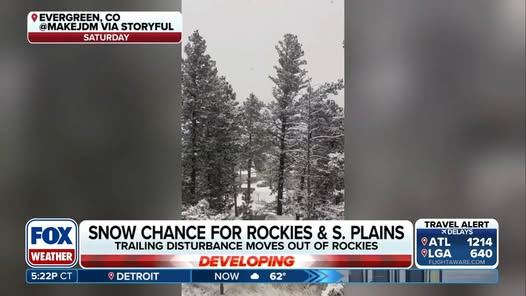 EVERGREEN, CO
@MAKEJDM VIA STORYFUL
SATURDAY
FOX
WEATHER
SNOW CHANCE FOR ROCKIES & S. PLAINS
TRAILING DISTURBANCE MOVES OUT OF ROCKIES
DEVELOPING
TRAVEL ALERT
DELAYS
ATL 1214
LGA 640
FLIGHTAWARE.COM
5:22P CT
DETROIT
NOW
62°